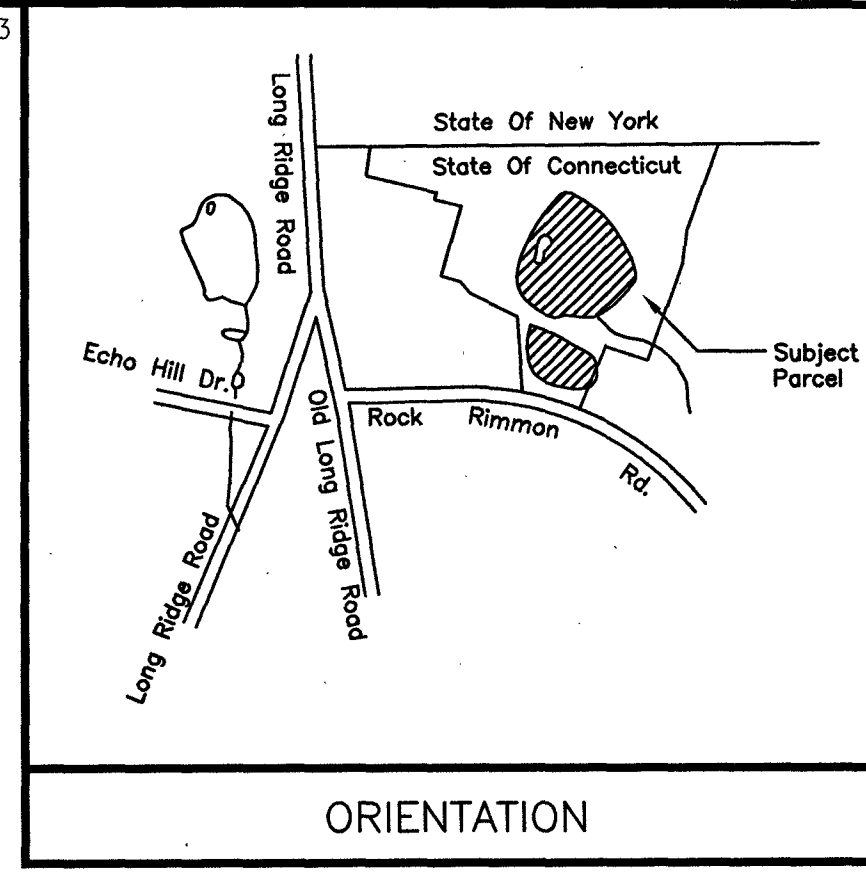 3
State Of New York
State Of Connecticut
Long Ridge Road
Echo Hill Dr.
Subject
Parcel
Rock Rimmon Rd.
Old Long Ridge Road
Long Ridge Road
ORIENTATION